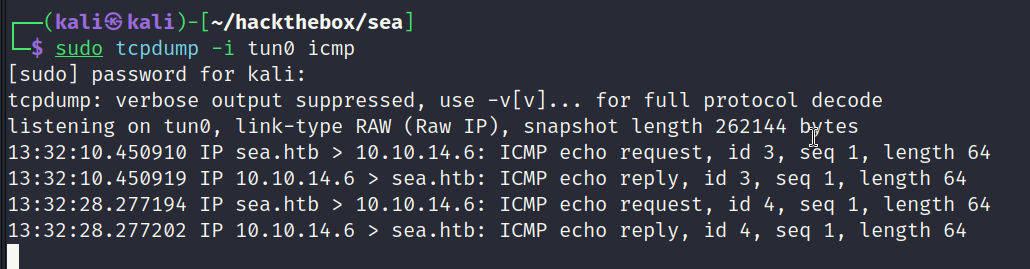 ┌──(kali㉿kali)-[~/hackthebox/sea]
└─$ sudo tcpdump -i tun0 icmp
[sudo] password for kali:
tcpdump: verbose output suppressed, use -v[v]... for full protocol decode
listening on tun0, link-type RAW (Raw IP), snapshot length 262144 bytes
13:32:10.450910 IP sea.htb > 10.10.14.6: ICMP echo request, id 3, seq 1, length 64
13:32:10.450919 IP 10.10.14.6 > sea.htb: ICMP echo reply, id 3, seq 1, length 64
13:32:28.277194 IP sea.htb > 10.10.14.6: ICMP echo request, id 4, seq 1, length 64
13:32:28.277202 IP 10.10.14.6 > sea.htb: ICMP echo reply, id 4, seq 1, length 64